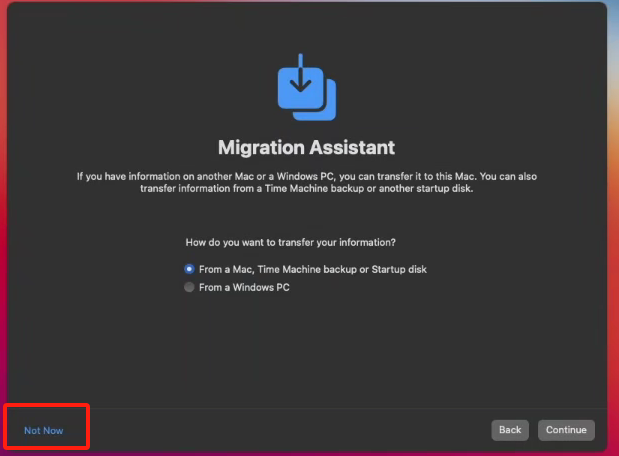 Migration Assistant
If you have information on another Mac or a Windows PC, you can transfer it to this Mac. You can also
transfer information from a Time Machine backup or another startup disk.
How do you want to transfer your information?
From a Mac, Time Machine backup or Startup disk
From a Windows PC
Not Now
Back
Continue